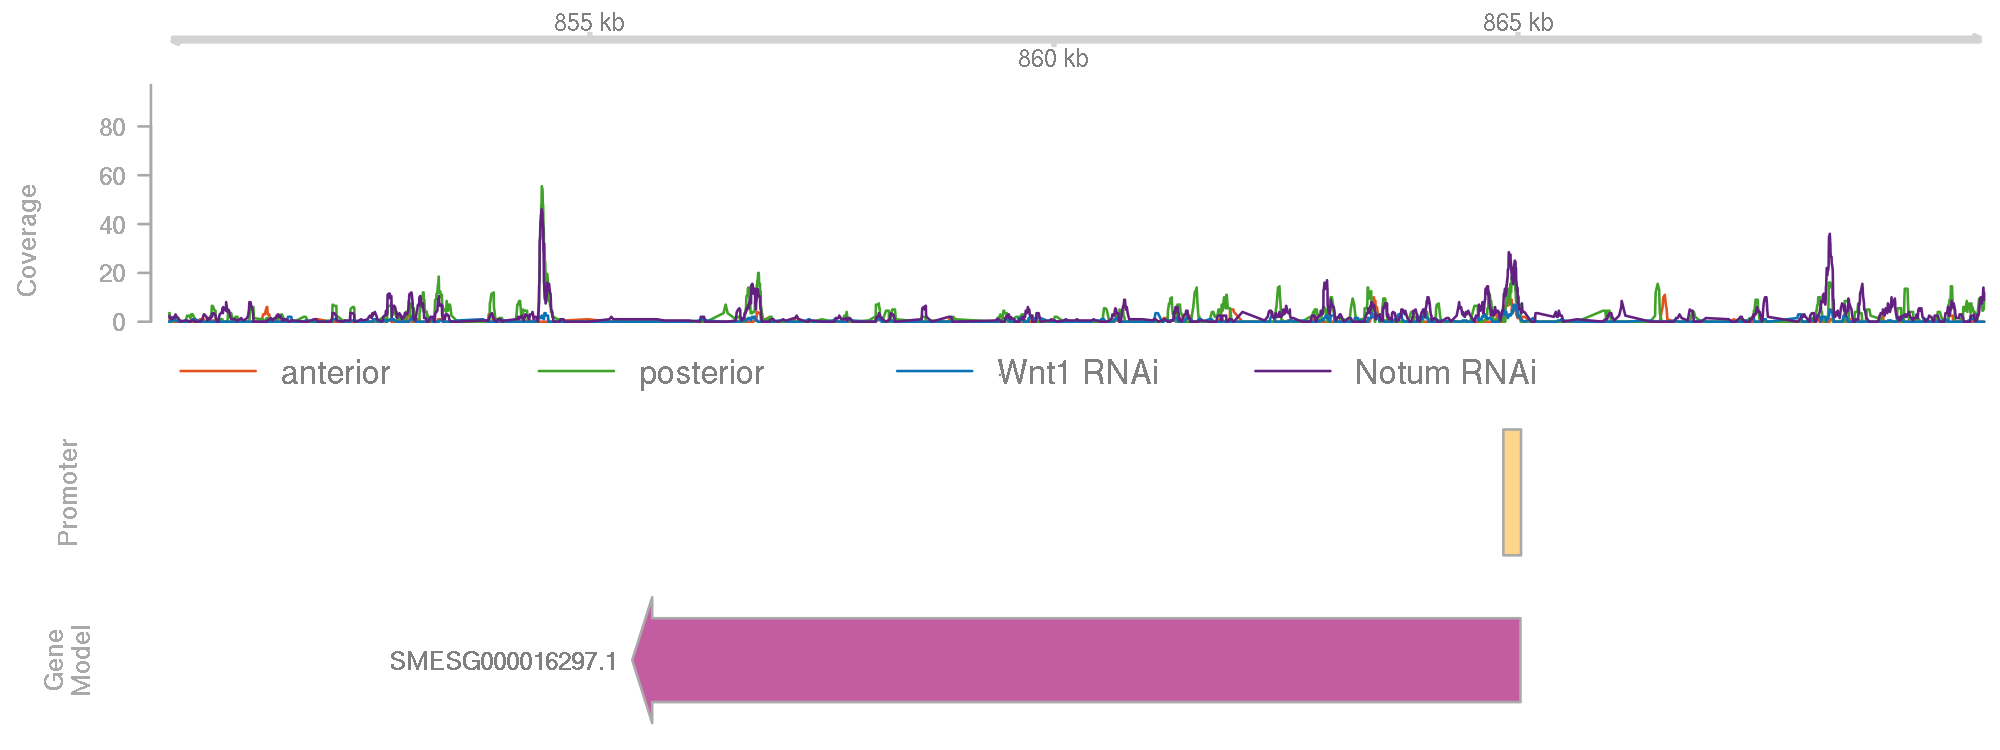 855 kb
865 kb
860 kb
Coverage
80
60
40
20
0
anterior
posterior
Wnt1 RNAi
Notum RNAi
Promoter
Gene
Model
SMESG000016297.1